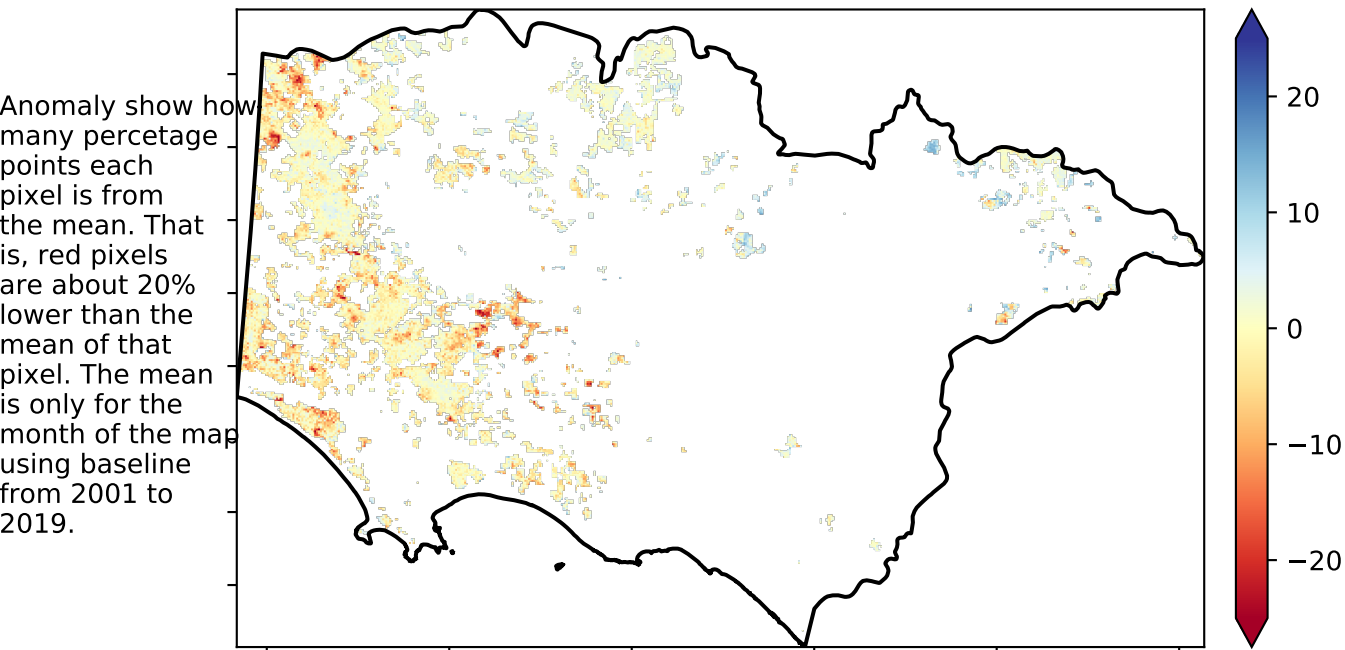 Anomaly show how
many percetage
points each
pixel is from
the mean. That
is, red pixels
are about 20%
lower than the
mean of that
pixel. The mean
is only for the
month of the map
using baseline
from 2001 to
2019.
20
10
0
−10
−20